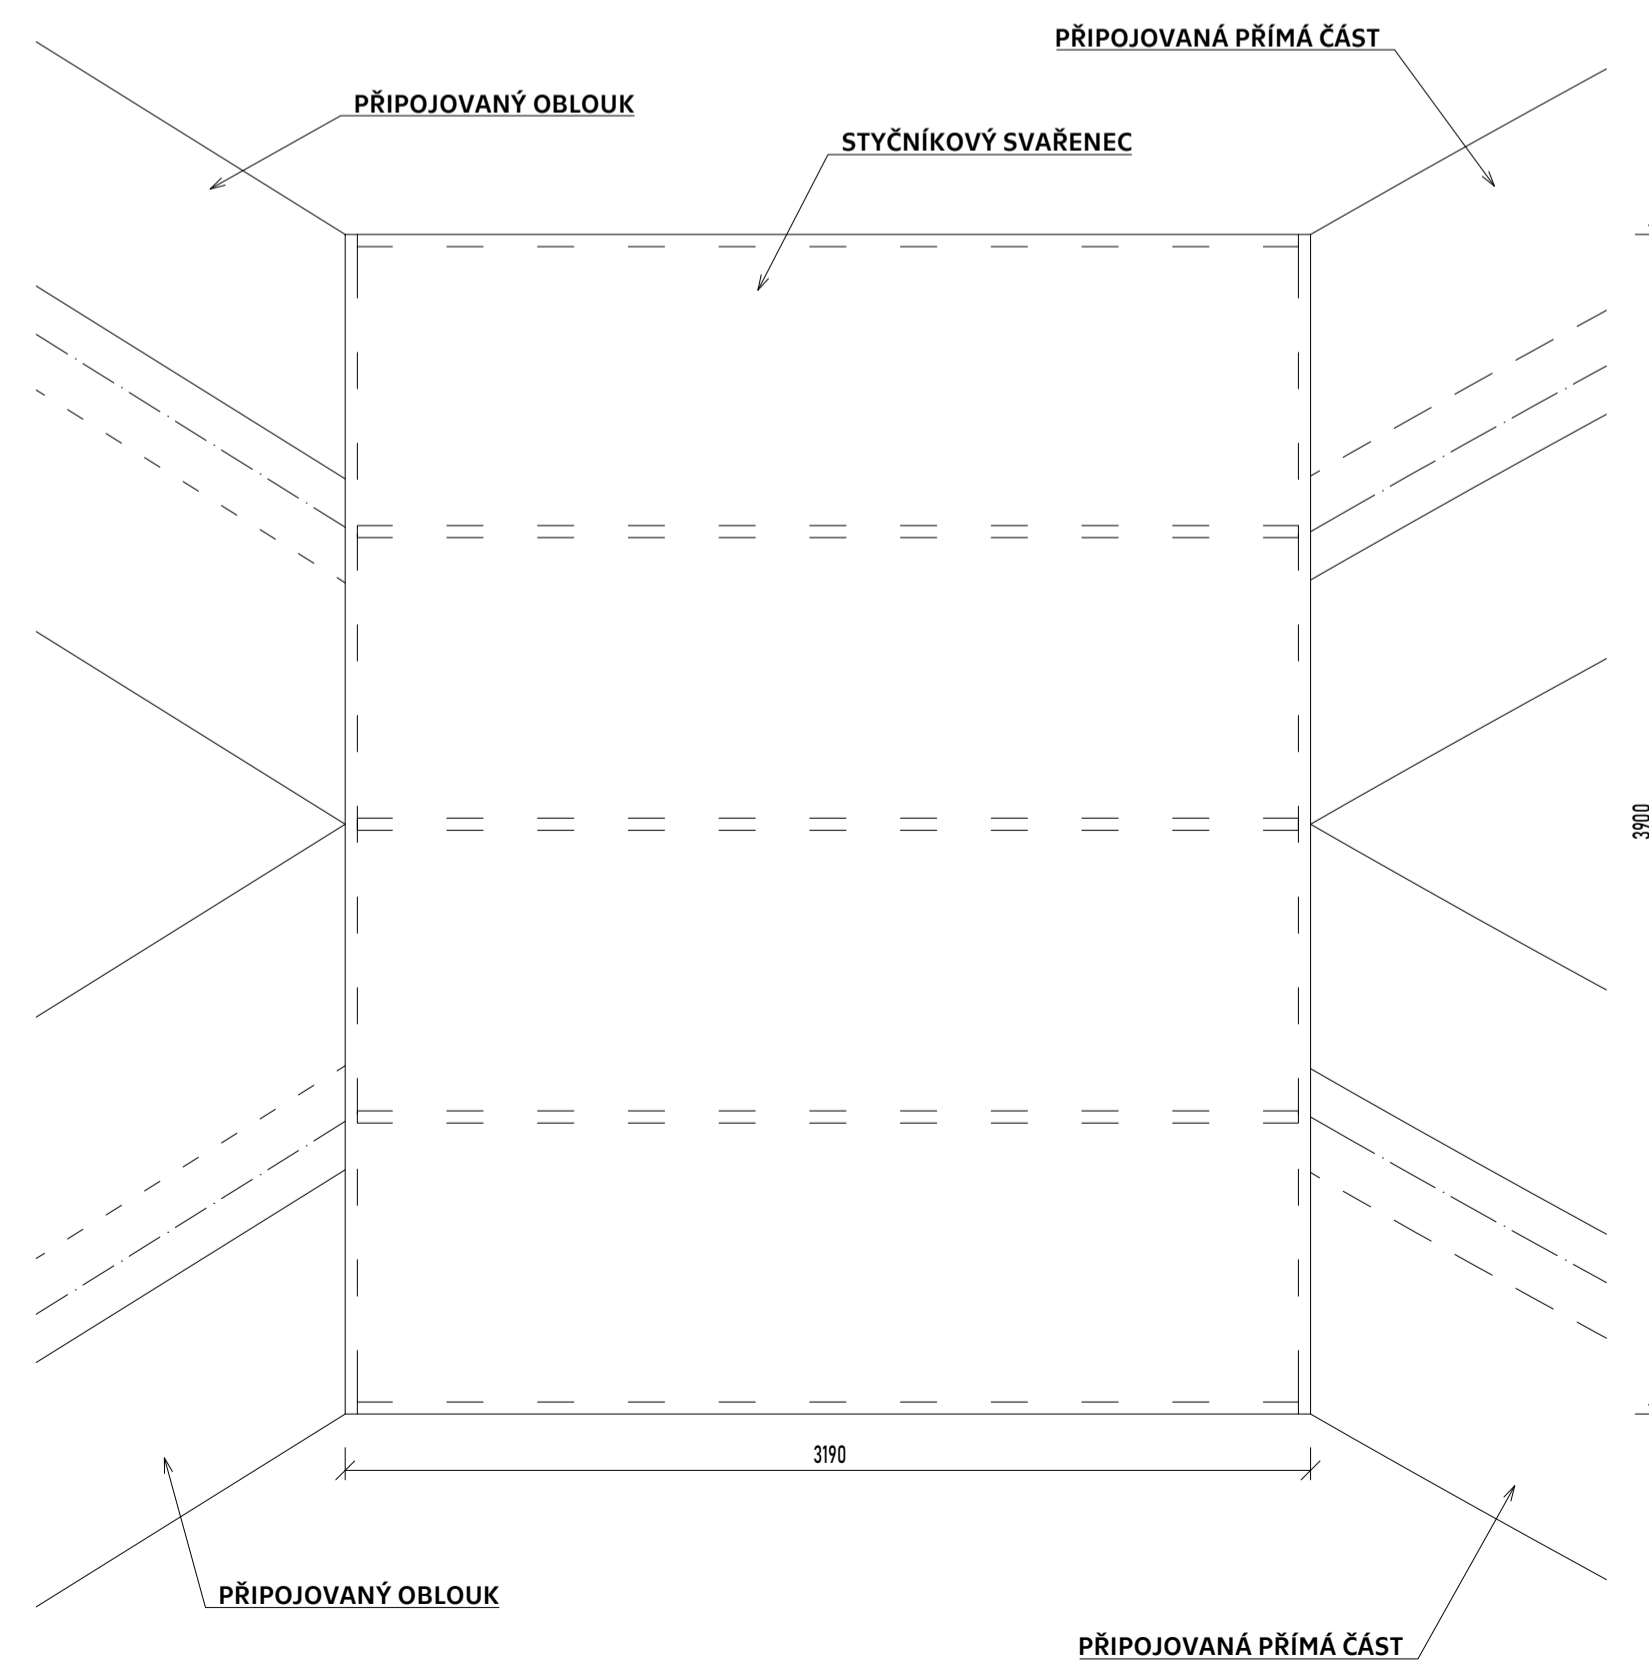 PŘIPOJOVANÁ PŘÍMÁ ČÁST
PŘIPOJOVANÝ OBLOUK
STYČNÍKOVÝ SVAŘENEC
3900
3190
PŘIPOJOVANÝ OBLOUK
PŘIPOJOVANÁ PŘÍMÁ ČÁST